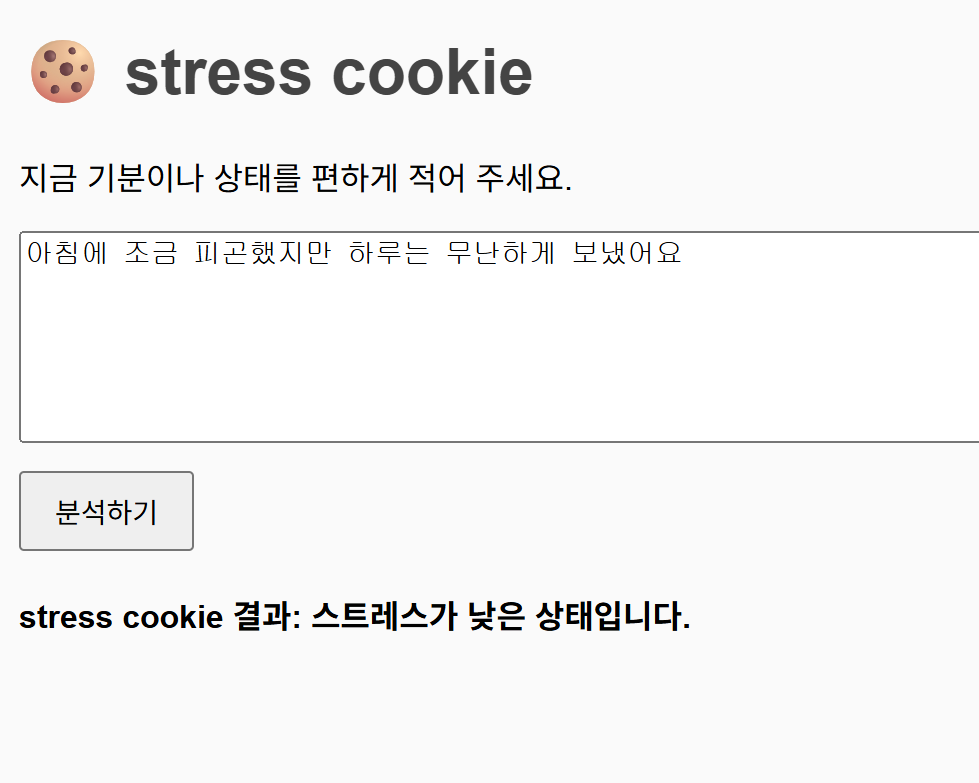 stress cookie
지금 기분이나 상태를 편하게 적어 주세요.
아침에 조금 피곤했지만 하루는 무난하게 보냈어요
분석하기
stress cookie 결과: 스트레스가 낮은 상태입니다.